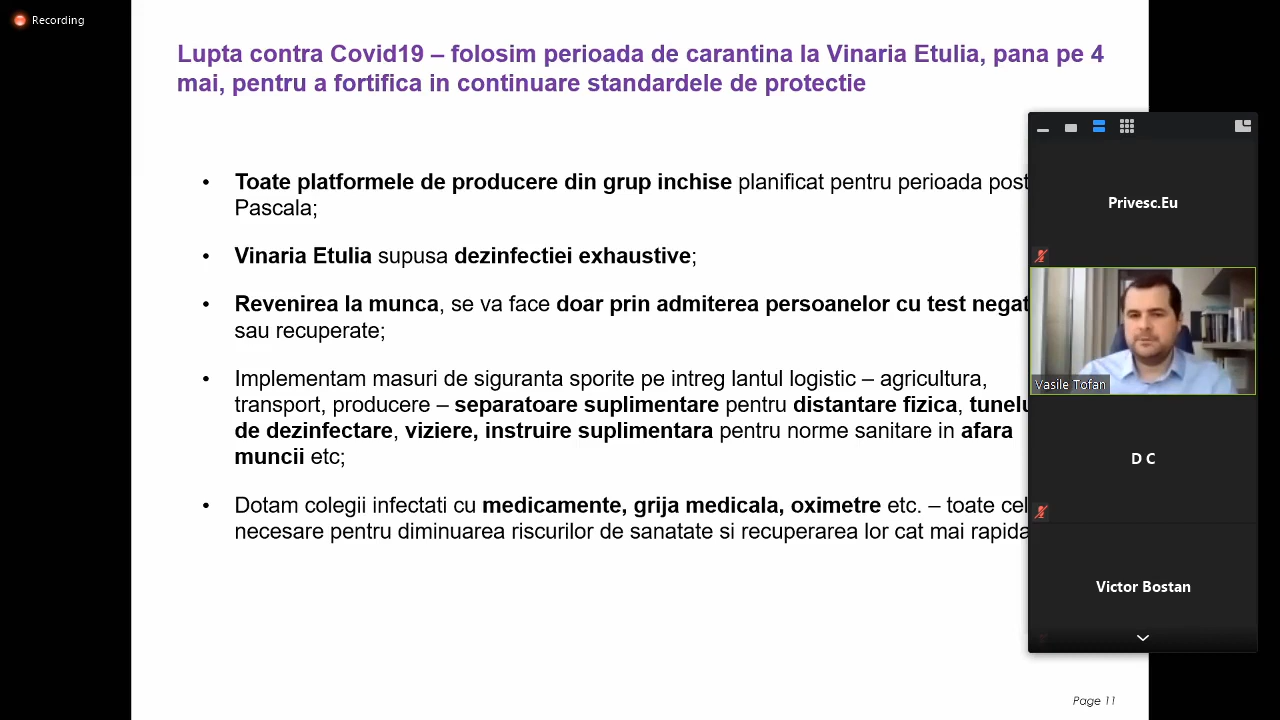 Recording
Lupta contra Covid19 – folosim perioada de carantina la Vinaria Etulia, pana pe 4
mai, pentru a fortifica in continuare standardele de protectie
• Toate platformele de producere din grup inchise planificat pentru perioada post
Pascala;
• Vinaria Etulia supusa dezinfectiei exhaustive;
• Revenirea la munca, se va face doar prin admiterea persoanelor cu test negat
sau recuperate;
• Implementam masuri de siguranta sporite pe intreg lantul logistic – agricultura,
transport, producere – separatoare suplimentare pentru distantare fizica, tunelu
de dezinfectare, viziere, instruire suplimentara pentru norme sanitare in afara
muncii etc;
• Dotam colegii infectati cu medicamente, grija medicala, oximetre etc. – toate cel
necesare pentru diminuarea riscurilor de sanatate si recuperarea lor cat mai rapida
Page 11
Privesc.Eu
Vasile Tofan
D C
Victor Bostan